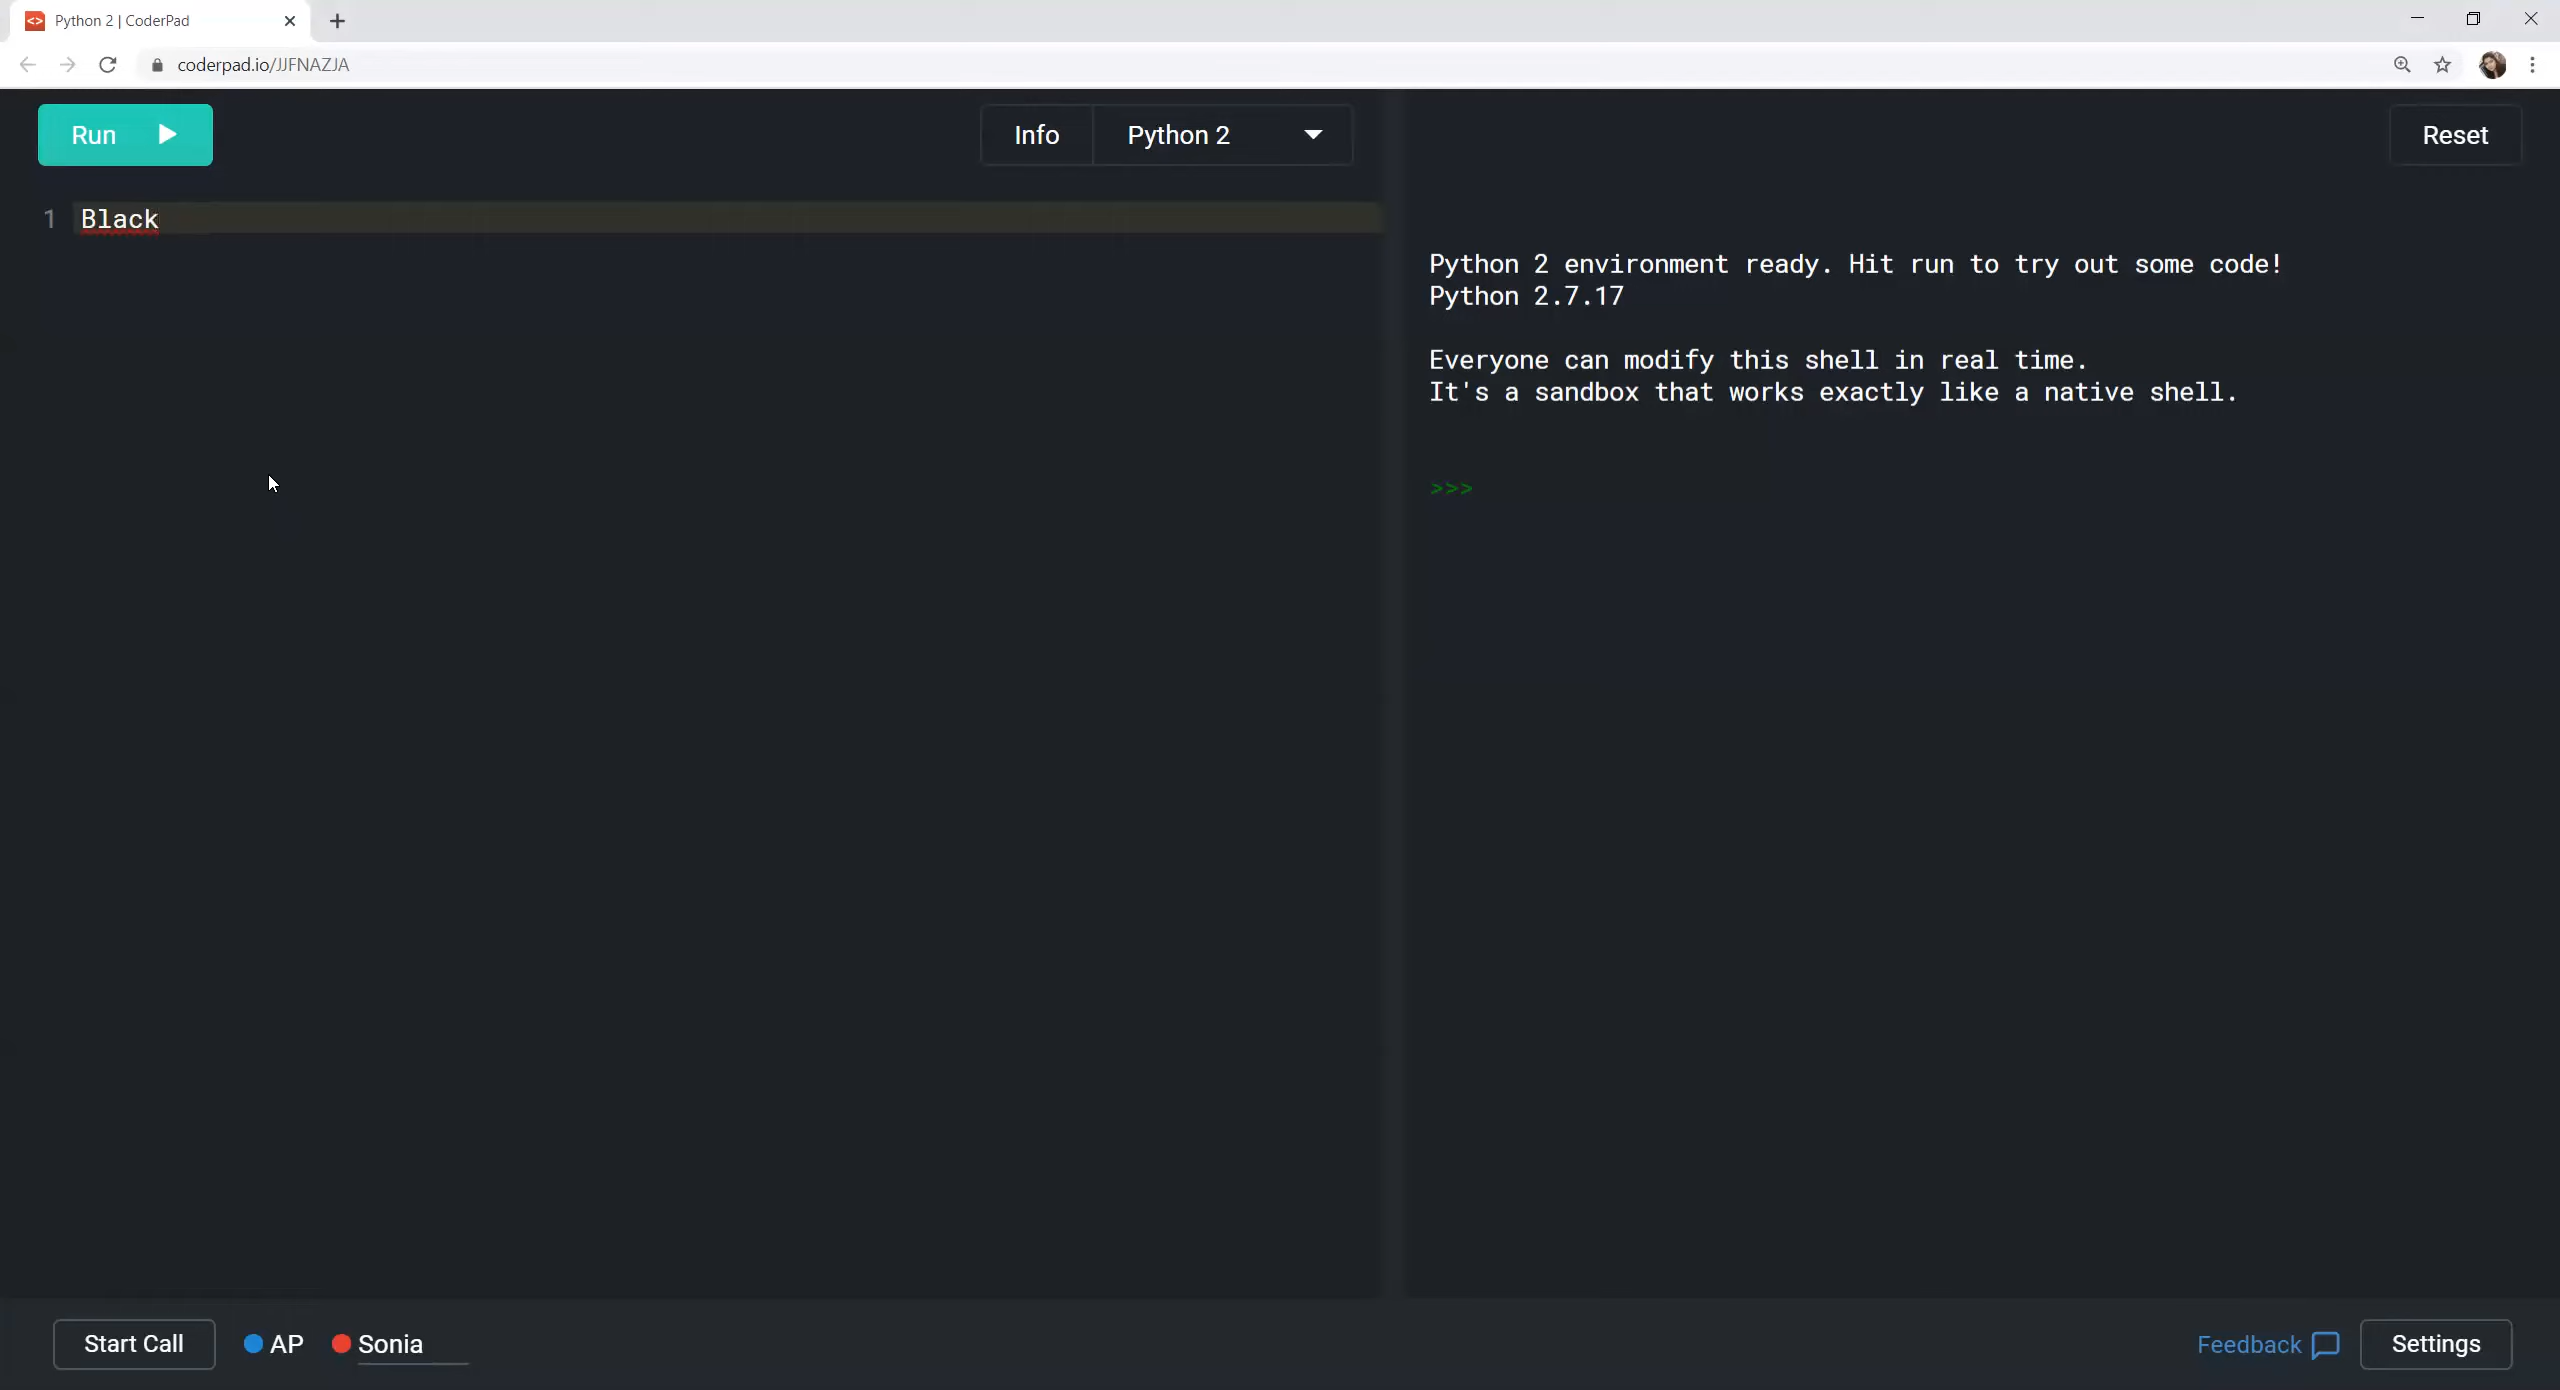 Python 2 | CoderPad
coderpad.io/JJFNAZJA
Run
Info
Python 2
Reset
1 Black
Python 2 environment ready. Hit run to try out some code!
Python 2.7.17
Everyone can modify this shell in real time.
It's a sandbox that works exactly like a native shell.
>>>
Start Call
AP
Sonia
Feedback
Settings